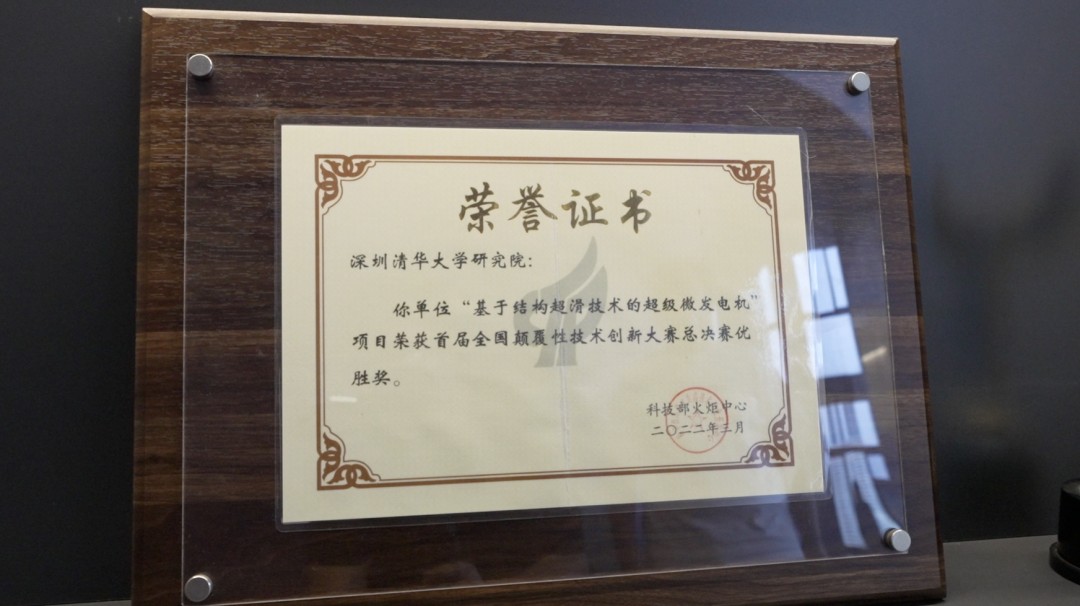 荣誉证书
深圳清华大学研究院：
你单位“基于结构超滑技术的超级微发电机”
项目荣获首届全国颠覆性技术创新大赛总决赛优
胜奖。
科技部火炬中心
二〇二二年三月